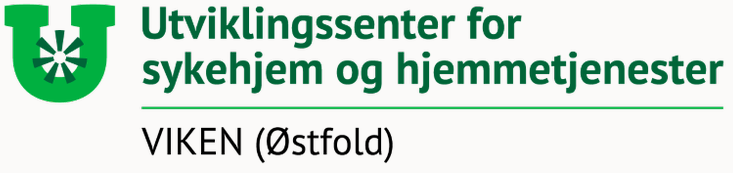 Utviklingssenter for
sykehjem og hjemmetjenester
VIKEN (Østfold)